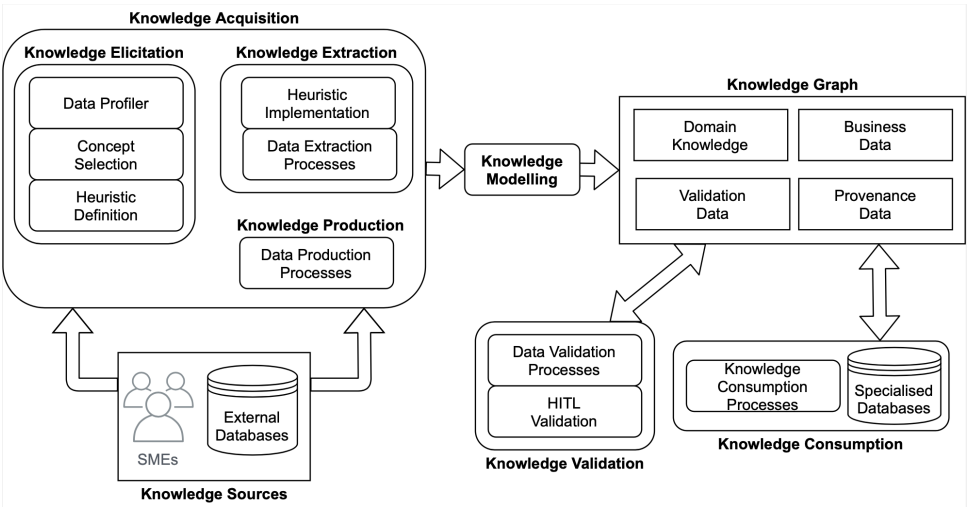 Knowledge Acquisition
Knowledge Elicitation
Data Profiler
Concept
Selection
Heuristic
Definition
Knowledge Extraction
Heuristic
Implementation
Data Extraction
Processes
Knowledge Production
Data Production
Processes
SMEs
External
Databases
Knowledge Sources
Knowledge
Modelling
Knowledge Graph
Domain
Knowledge
Business
Data
Validation
Data
Provenance
Data
Data Validation
Processes
HITL
Validation
Knowledge Validation
Knowledge
Consumption
Processes
Specialised
Databases
Knowledge Consumption